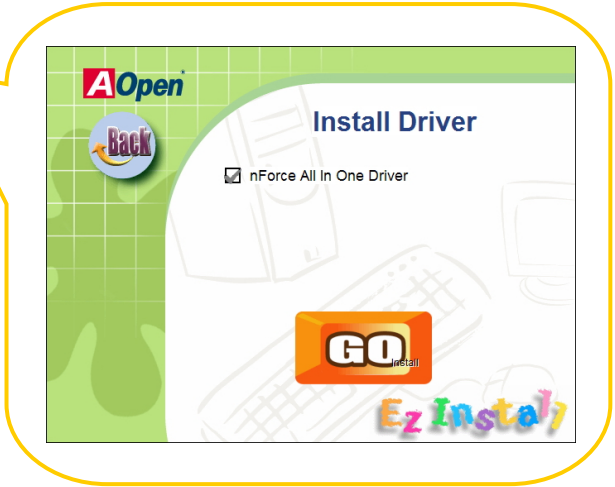 AOpen
Back
Install Driver
nForce All In One Driver
GO
Install
Ez Install